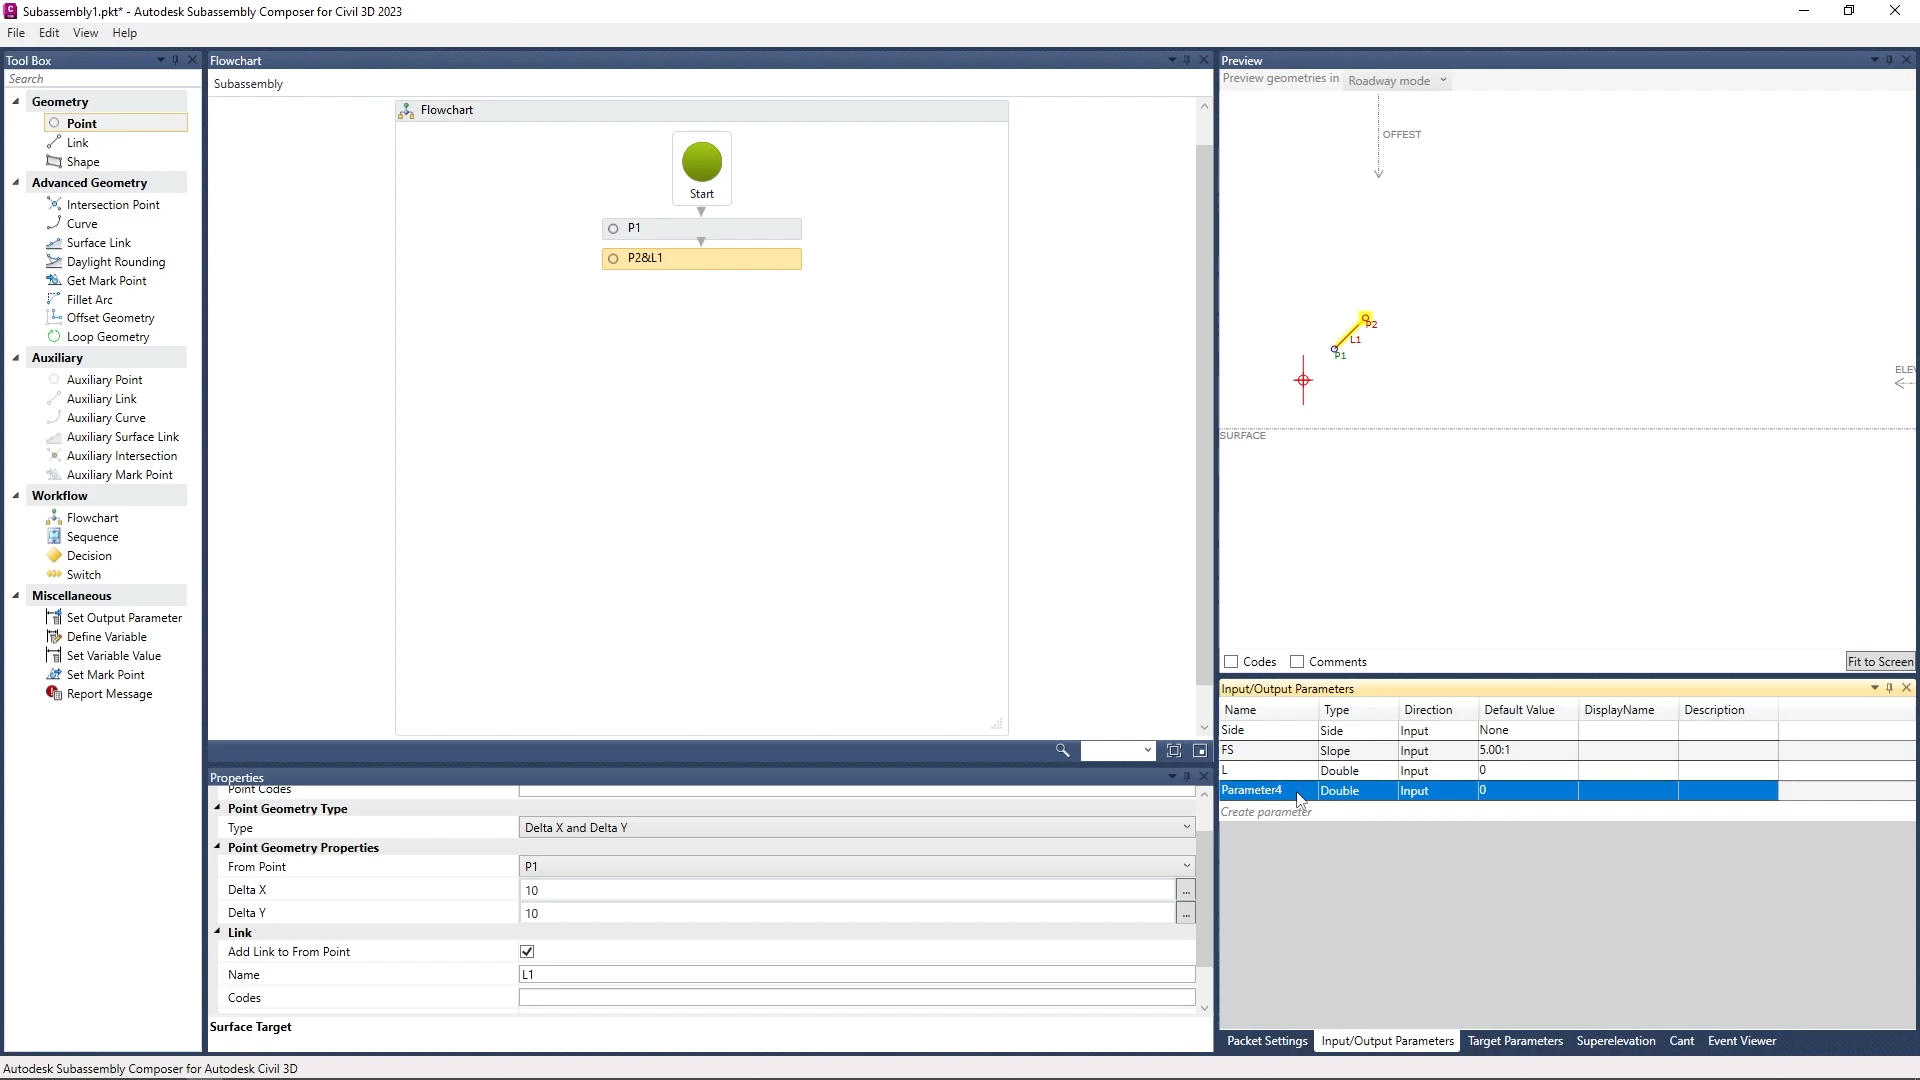 Subassembly1.pkt* - Autodesk Subassembly Composer for Civil 3D 2023
File Edit View Help
Tool Box
Search
Geometry
Point
Link
Shape
Advanced Geometry
Intersection Point
Curve
Surface Link
Daylight Rounding
Get Mark Point
Fillet Arc
Offset Geometry
Loop Geometry
Auxiliary
Auxiliary Point
Auxiliary Link
Auxiliary Curve
Auxiliary Surface Link
Auxiliary Intersection
Auxiliary Mark Point
Workflow
Flowchart
Sequence
Decision
Switch
Miscellaneous
Set Output Parameter
Define Variable
Set Variable Value
Set Mark Point
Report Message
Flowchart
Subassembly
Flowchart
Start
P1
P2&L1
Properties
Point Codes
Point Geometry Type
Type Delta X and Delta Y
Point Geometry Properties
From Point P1
Delta X 10 ...
Delta Y 10 ...
Link
Add Link to From Point
Name L1
Codes
Surface Target
Preview
Preview geometries in Roadway mode
OFFEST
P2
L1
P1
ELEV
SURFACE
Codes Comments Fit to Screen
Input/Output Parameters
Name Type Direction Default Value DisplayName Description
Side Side Input None
FS Slope Input 5.00:1
L Double Input 0
Parameter4 Double Input 0
Create parameter
Packet Settings Input/Output Parameters Target Parameters Superelevation Cant Event Viewer
Autodesk Subassembly Composer for Autodesk Civil 3D